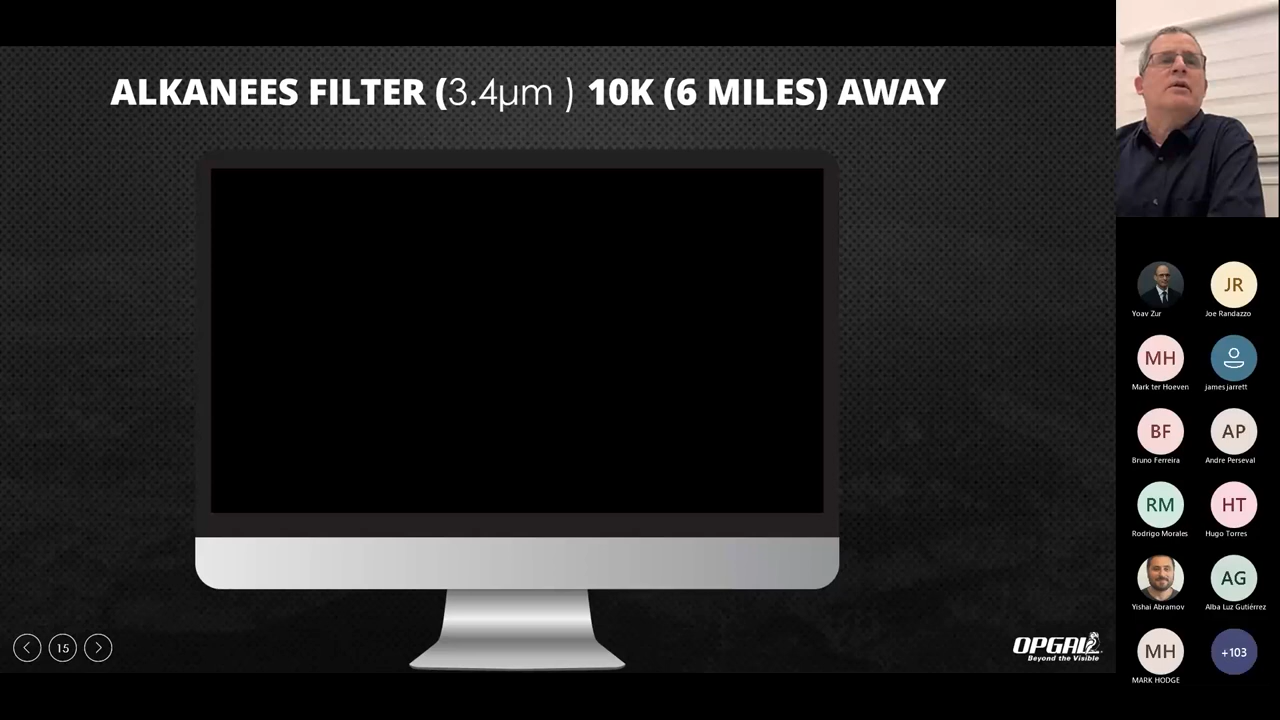 ALKANEES FILTER (3.4µm ) 10K (6 MILES) AWAY
15
OPGAL
Beyond the Visible
Yoav Zur
JR
Joe Randazzo
MH
Mark ter Hoeven
james jarrett
BF
Bruno Ferreira
AP
Andre Perseval
RM
Rodrigo Morales
HT
Hugo Torres
Yishai Abramov
AG
Alba Luz Gutiérrez
MH
MARK HODGE
+103